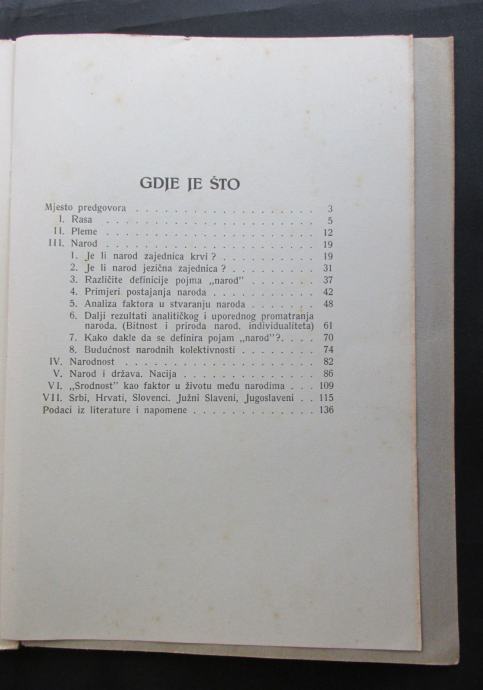 GDJE JE ŠTO
Mjesto predgovora . . . . . . . . . . . . . . . . . . 3
I. Rasa . . . . . . . . . . . . . . . . . . . . . 5
II. Pleme . . . . . . . . . . . . . . . . . . . . 12
III. Narod . . . . . . . . . . . . . . . . . . . . 19
1. Je li narod zajednica krvi ? . . . . . . . . . 19
2. Je li narod jezična zajednica ? . . . . . . . . 31
3. Različite definicije pojma „narod" . . . . . . . 37
4. Primjeri postajanja naroda . . . . . . . . . . 42
5. Analiza faktora u stvaranju naroda . . . . . . . 48
6. Dalji rezultati analitičkog i uporednog promatranja
naroda. (Bitnost i priroda narod. individualiteta) 61
7. Kako dakle da se definira pojam „narod"?. . . . 70
8. Budućnost narodnih kolektivnosti . . . . . . . 74
IV. Narodnost . . . . . . . . . . . . . . . . . . 82
V. Narod i država. Nacija . . . . . . . . . . . . 86
VI. „Srodnost" kao faktor u životu među narodima . . . 109
VII. Srbi, Hrvati, Slovenci. Južni Slaveni, Jugoslaveni . . 115
Podaci iz literature i napomene . . . . . . . . . . . . 136